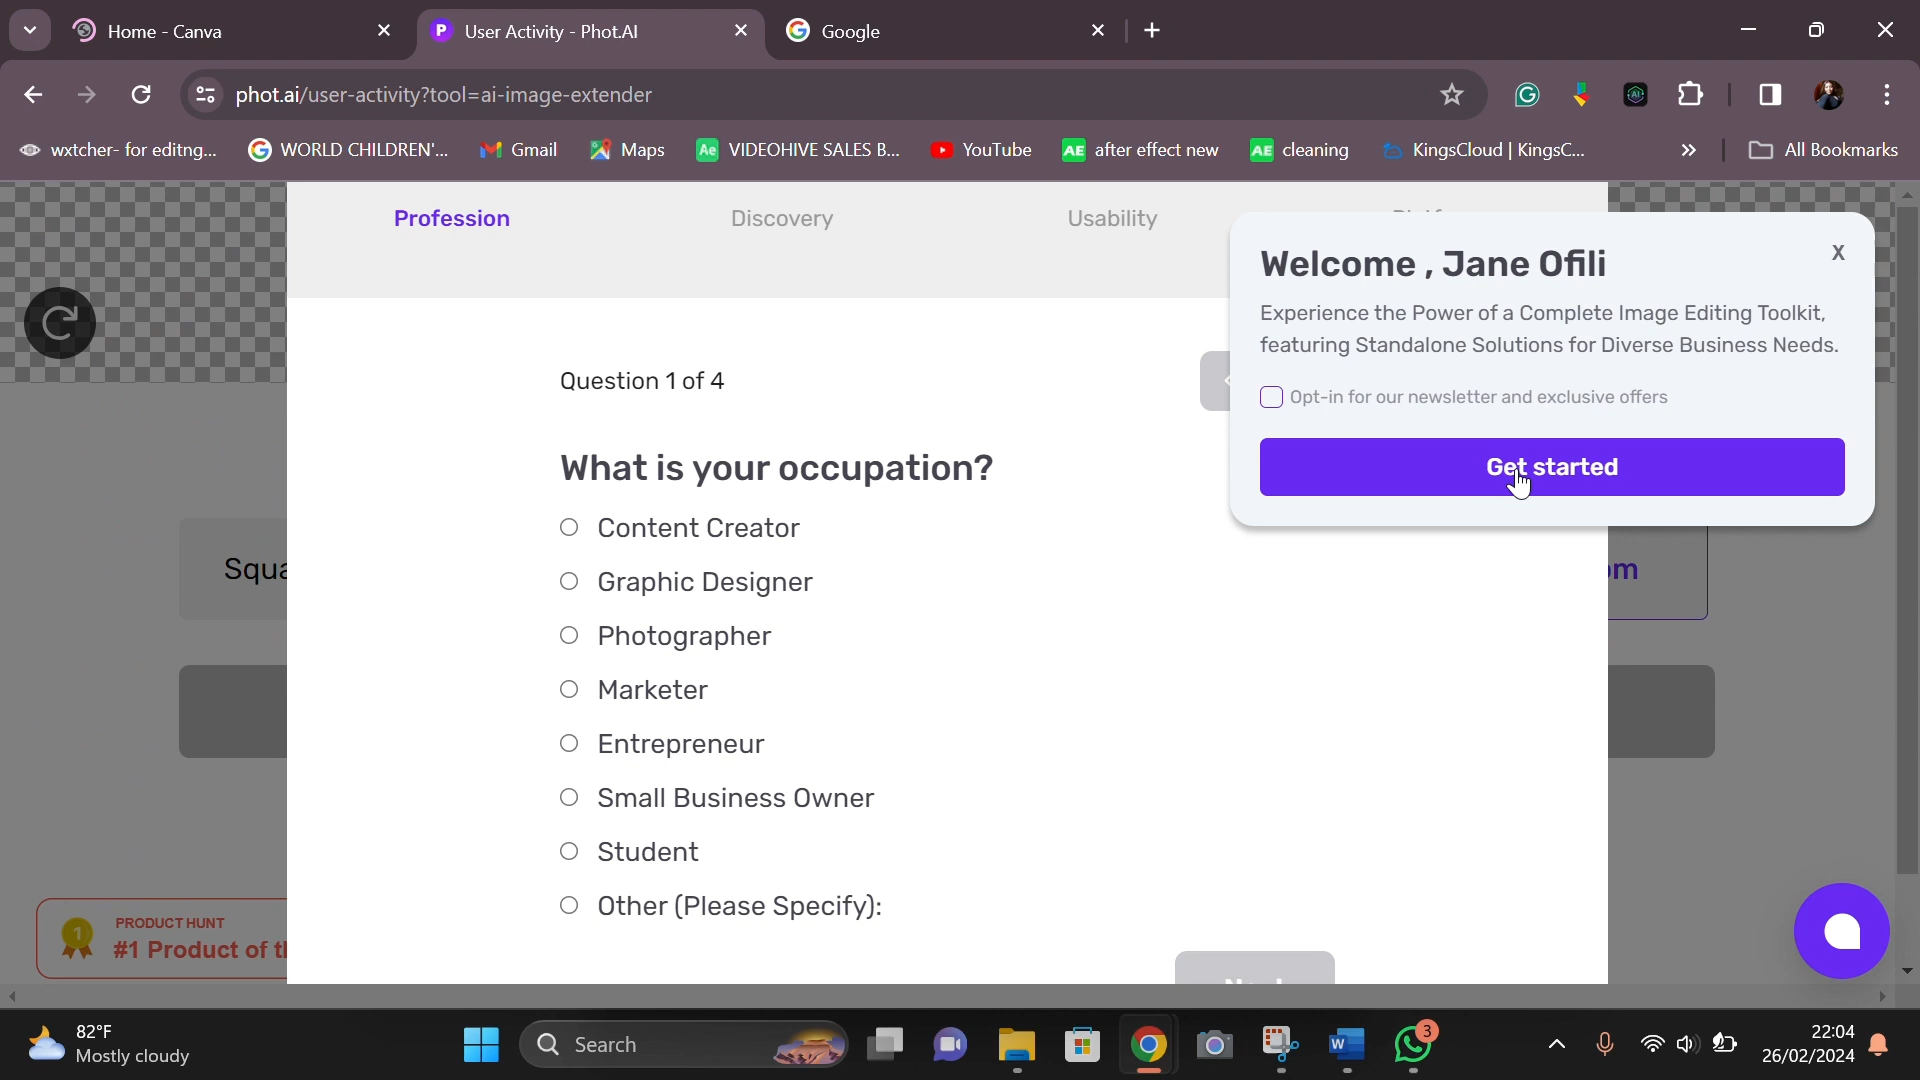 Home - Canva
User Activity - Phot.AI
Google
phot.ai/user-activity?tool=ai-image-extender
wxtcher- for editng...
WORLD CHILDREN'...
Gmail
Maps
VIDEOHIVE SALES B...
YouTube
after effect new
cleaning
KingsCloud | KingsC...
All Bookmarks
Profession
Discovery
Usability
Welcome , Jane Ofili
X
Experience the Power of a Complete Image Editing Toolkit,
featuring Standalone Solutions for Diverse Business Needs.
Opt-in for our newsletter and exclusive offers
Get started
Question 1 of 4
What is your occupation?
Content Creator
Graphic Designer
Photographer
Marketer
Entrepreneur
Small Business Owner
Student
Other (Please Specify):
Squa
om
PRODUCT HUNT
#1 Product of th
82°F
Mostly cloudy
Search
3
22:04
26/02/2024